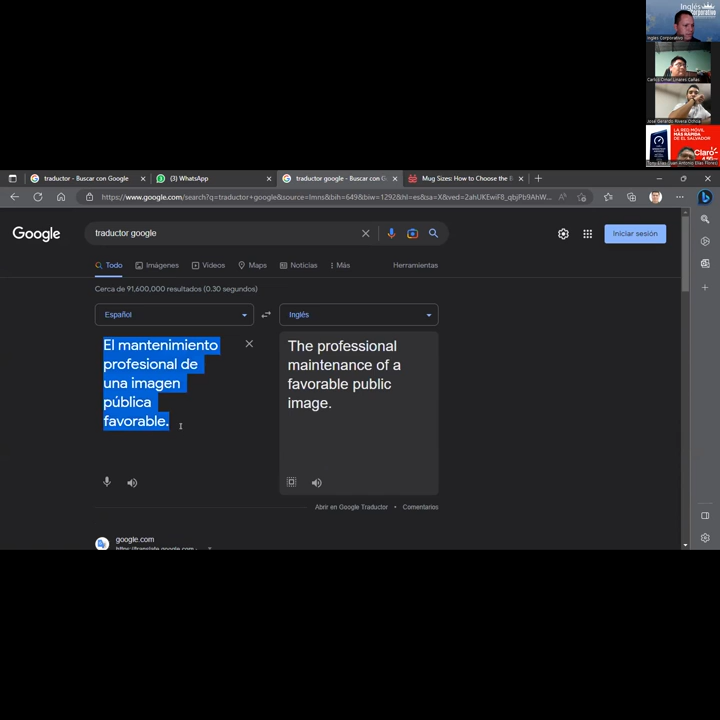 Inglés
Corporativo
Inglés Corporativo
Carlos Omar Linares Cañas
José Gerardo Rivera Ochoa
LA RED MÓVIL
MÁS RÁPIDA
DE EL SALVADOR
Claro
traductor - Buscar con Google
(3) WhatsApp
traductor google - Buscar con G
Mug Sizes: How to Choose the B
https://www.google.com/search?q=traductor+google&source=lmns&bih=649&biw=1292&hl=es&sa=X&ved=2ahUKEwiF8_qbjPb0AhW...
Google
traductor google
Iniciar sesión
Todo
Imágenes
Videos
Maps
Noticias
Más
Herramientas
Cerca de 91,600,000 resultados (0.30 segundos)
Español
Inglés
El mantenimiento
profesional de
una imagen
pública
favorable.
The professional
maintenance of a
favorable public
image.
Abrir en Google Traductor • Comentarios
google.com